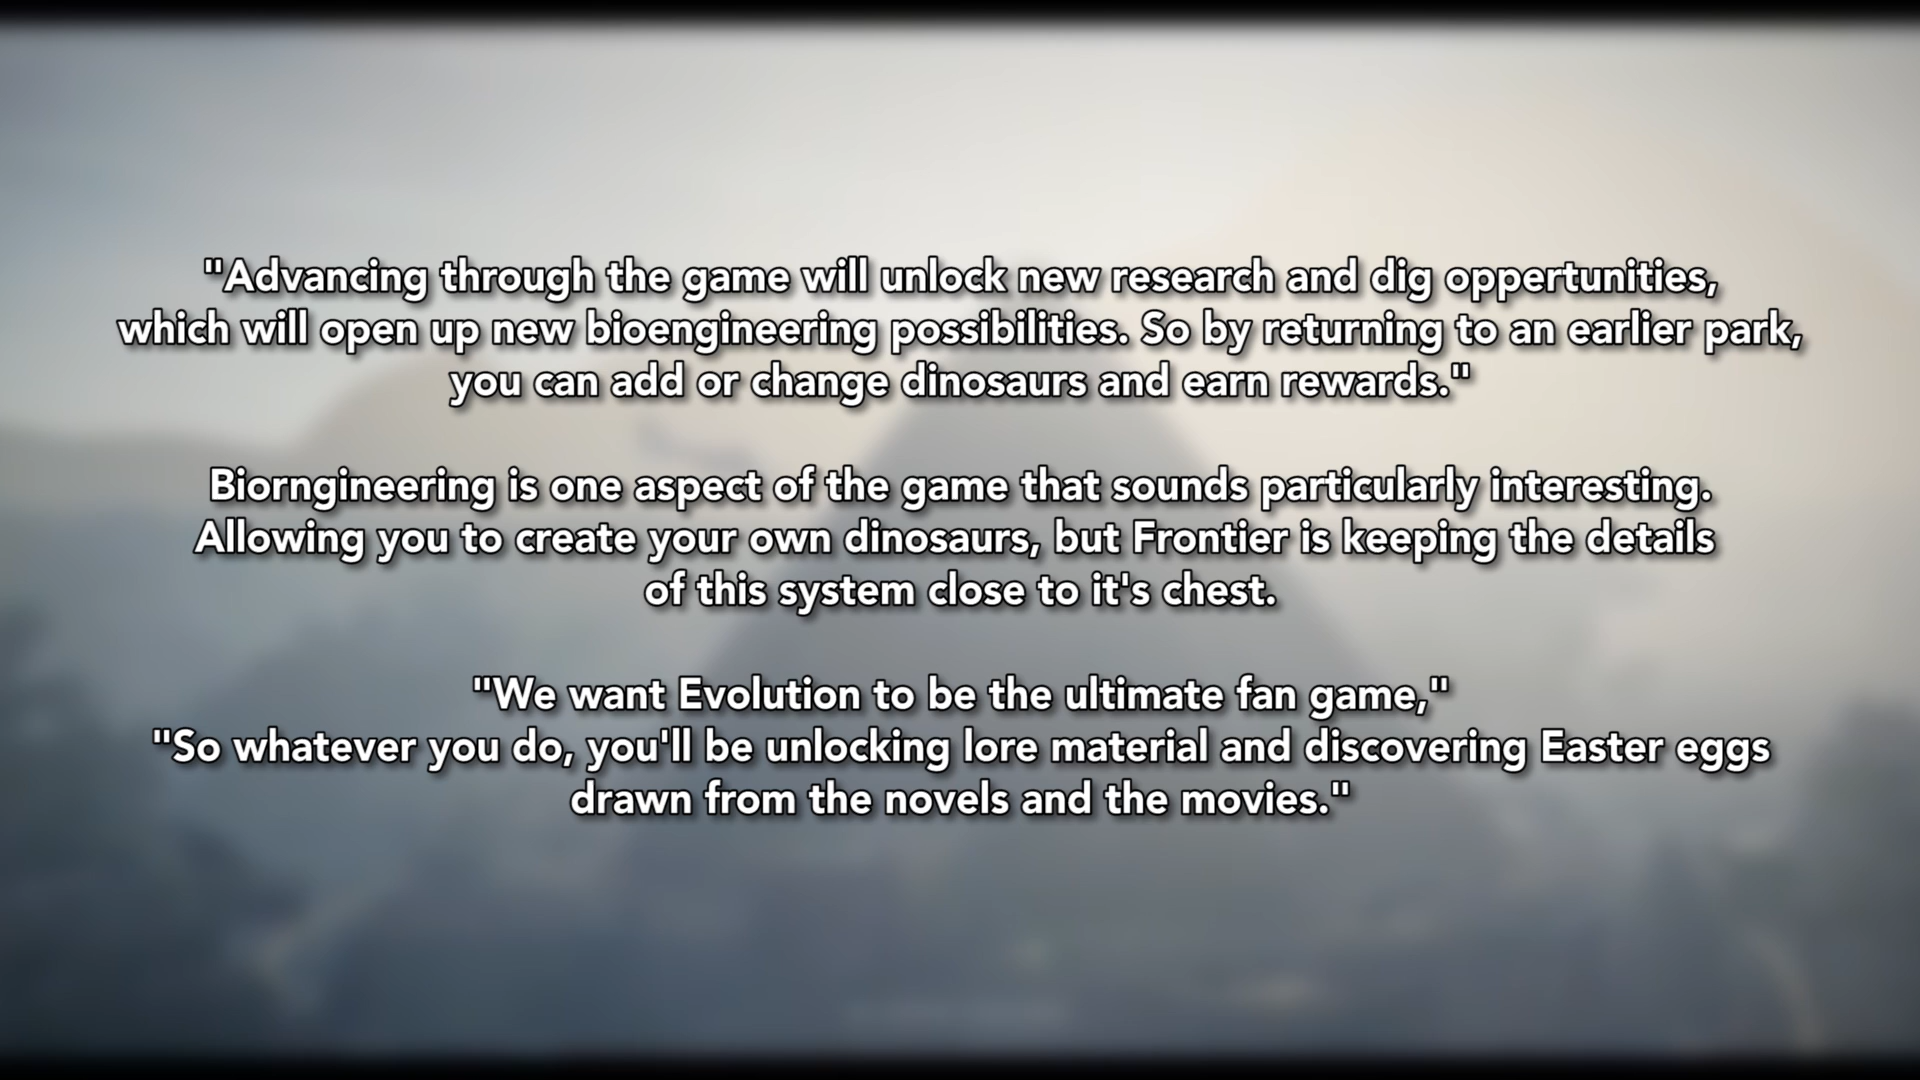 "Advancing through the game will unlock new research and dig oppertunities,
which will open up new bioengineering possibilities. So by returning to an earlier park,
you can add or change dinosaurs and earn rewards."
Biorngineering is one aspect of the game that sounds particularly interesting.
Allowing you to create your own dinosaurs, but Frontier is keeping the details
of this system close to it's chest.
"We want Evolution to be the ultimate fan game,"
"So whatever you do, you'll be unlocking lore material and discovering Easter eggs
drawn from the novels and the movies."